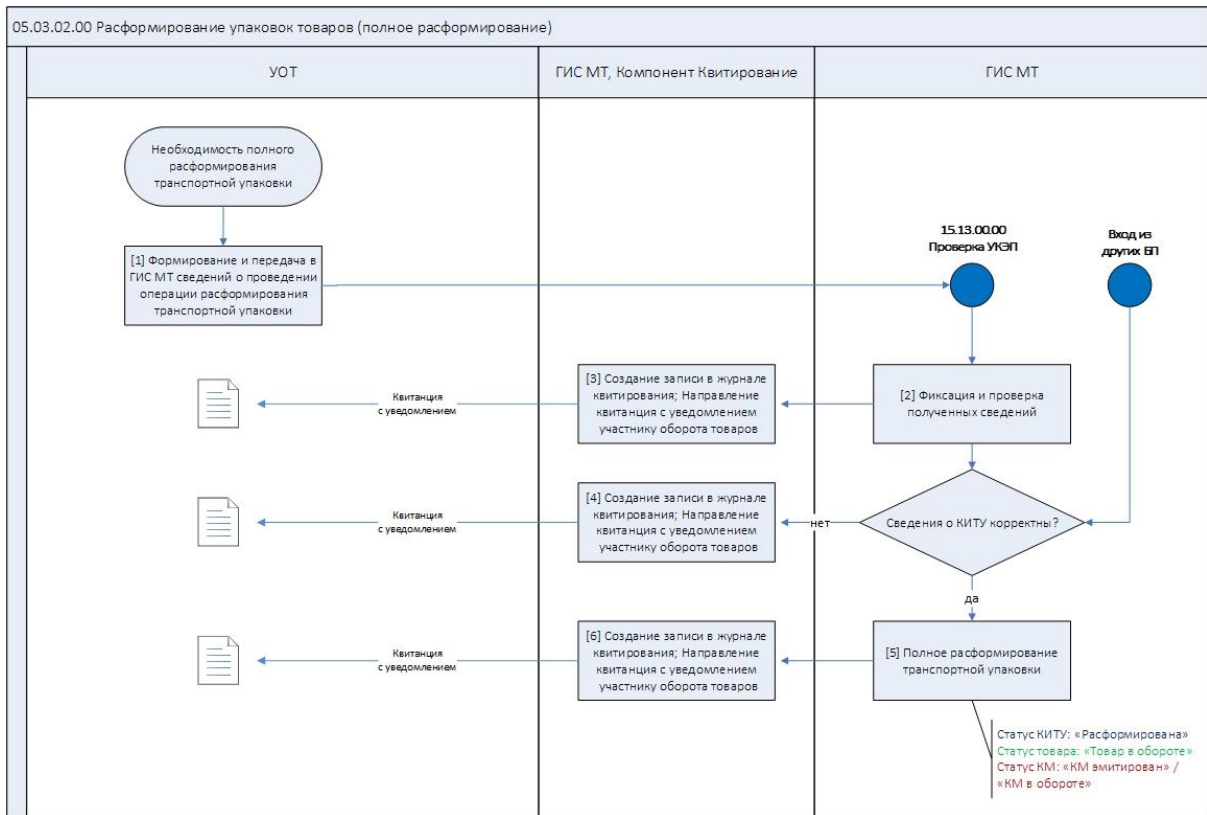 05.03.02.00 Расформирование упаковок товаров (полное расформирование)
УОТ
ГИС МТ, Компонент Квитирование
ГИС МТ
Необходимость полного
расформирования
транспортной упаковки
[1] Формирование и передача в
ГИС МТ сведений о проведении
операции расформирования
транспортной упаковки
15.13.00.00
Проверка УКЭП
Вход из
других БП
Квитанция
с уведомлением
[3] Создание записи в журнале
квитирования; Направление
квитанция с уведомлением
участнику оборота товаров
[2] Фиксация и проверка
полученных сведений
Квитанция
с уведомлением
[4] Создание записи в журнале
квитирования; Направление
квитанция с уведомлением
участнику оборота товаров
нет
Сведения о КИТУ корректны?
да
Квитанция
с уведомлением
[6] Создание записи в журнале
квитирования; Направление
квитанция с уведомлением
участнику оборота товаров
[5] Полное расформирование
транспортной упаковки
Статус КИТУ: «Расформирована»
Статус товара: «Товар в обороте»
Статус КМ: «КМ эмитирован» /
«КМ в обороте»